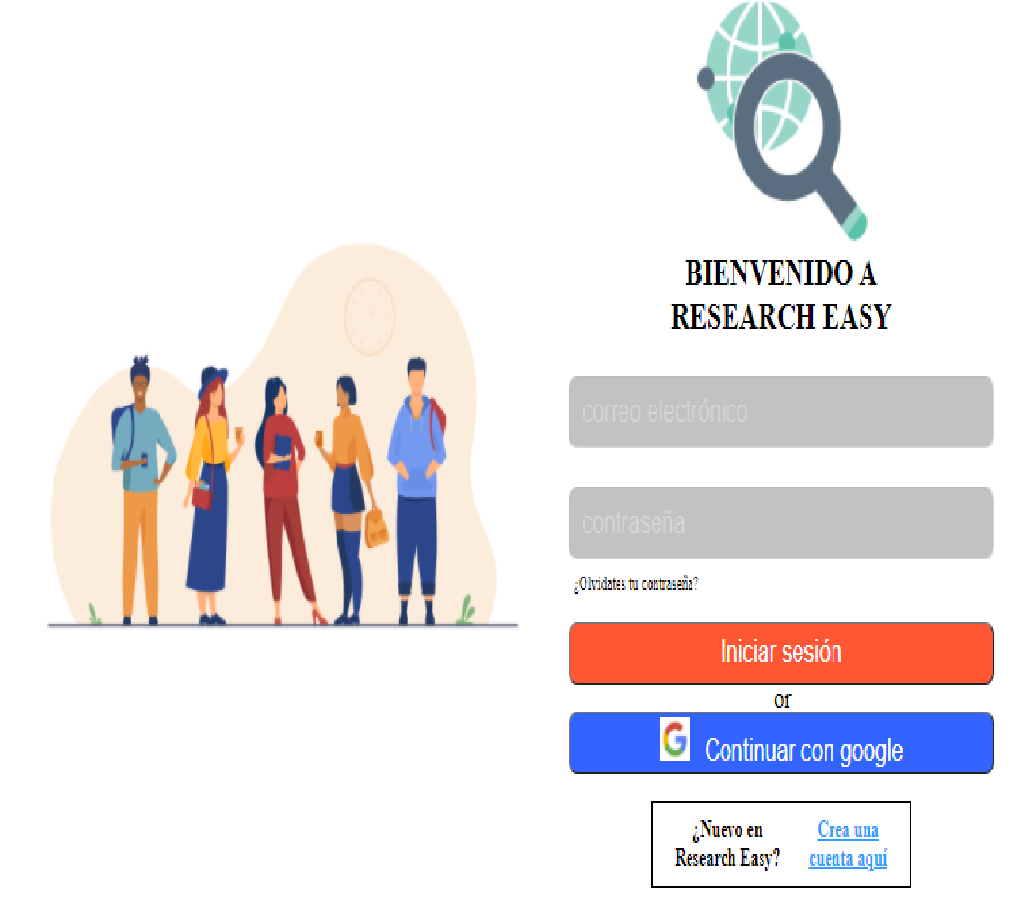 BIENVENIDO A
RESEARCH EASY
correo electrónico
contraseña
¿Olvidates tu contraseña?
Iniciar sesión
or
Continuar con google
¿Nuevo en
Research Easy?
Crea una
cuenta aquí